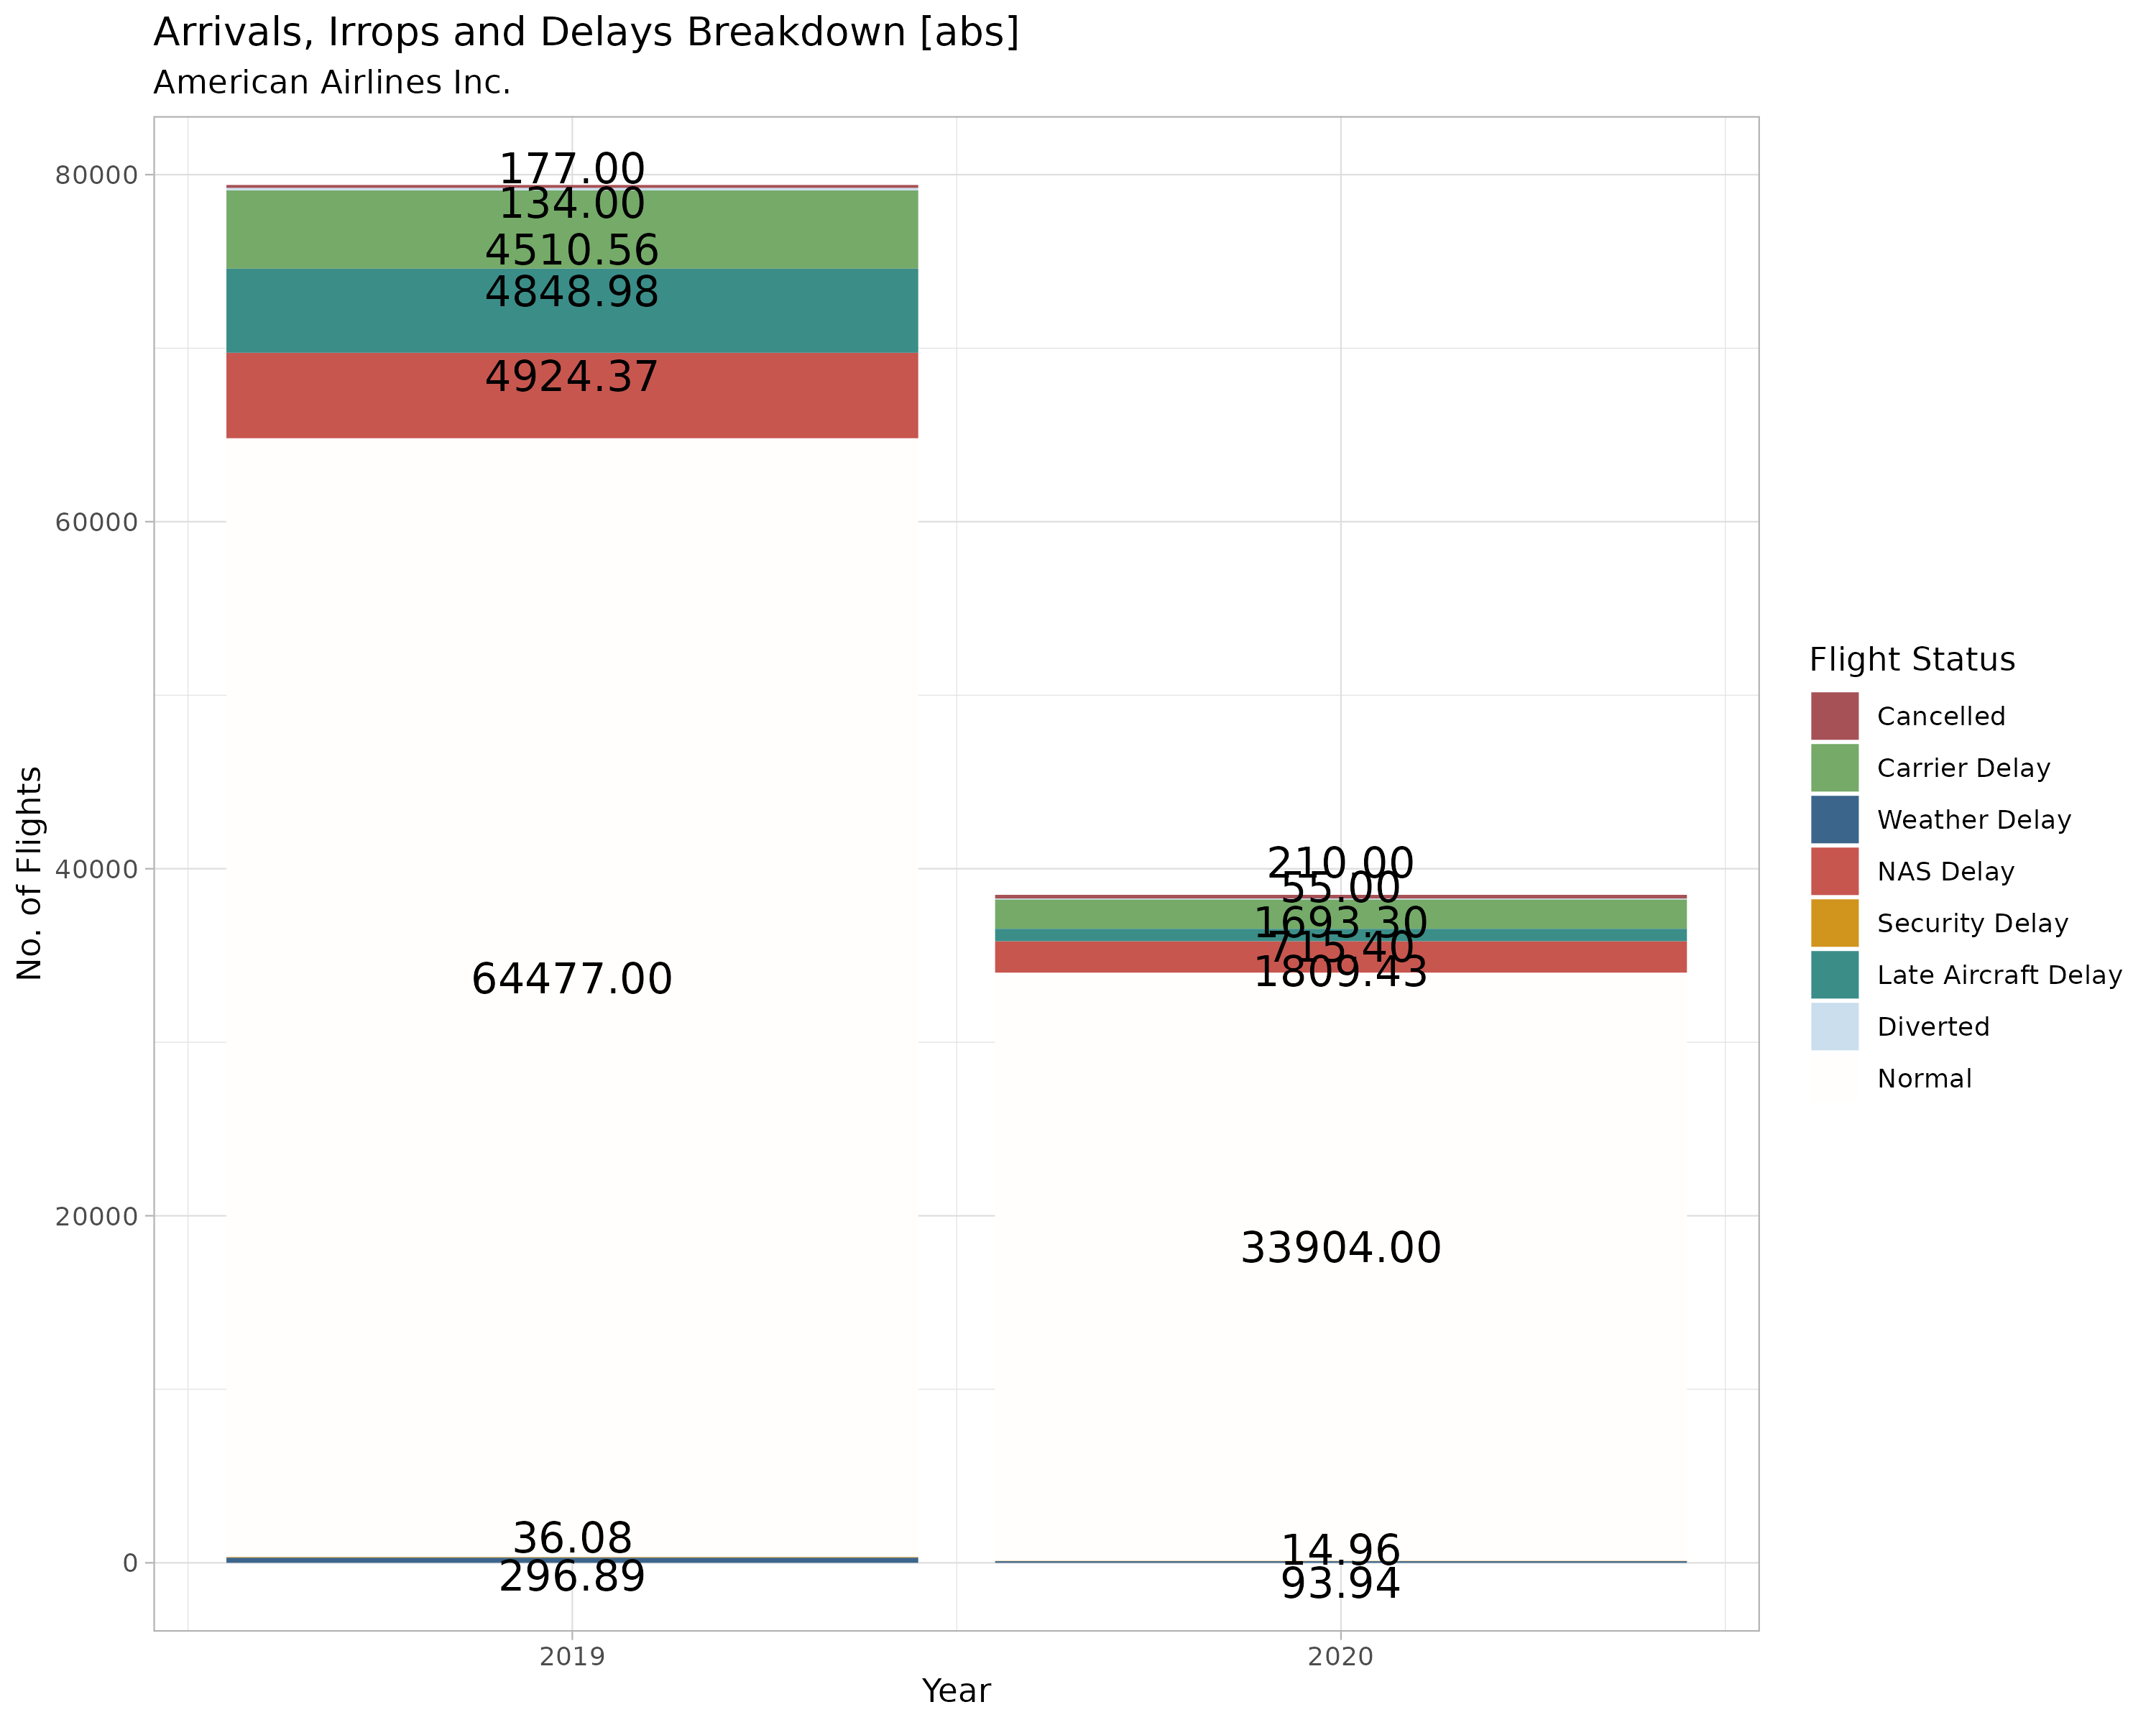 Arrivals, Irrops and Delays Breakdown [abs]
American Airlines Inc.
No. of Flights
80000
60000
40000
20000
0
177.00
134.00
4510.56
4848.98
4924.37
64477.00
36.08
296.89
210.00
55.00
1693.30
715.40
1809.43
33904.00
14.96
93.94
2019
2020
Year
Flight Status
Cancelled
Carrier Delay
Weather Delay
NAS Delay
Security Delay
Late Aircraft Delay
Diverted
Normal